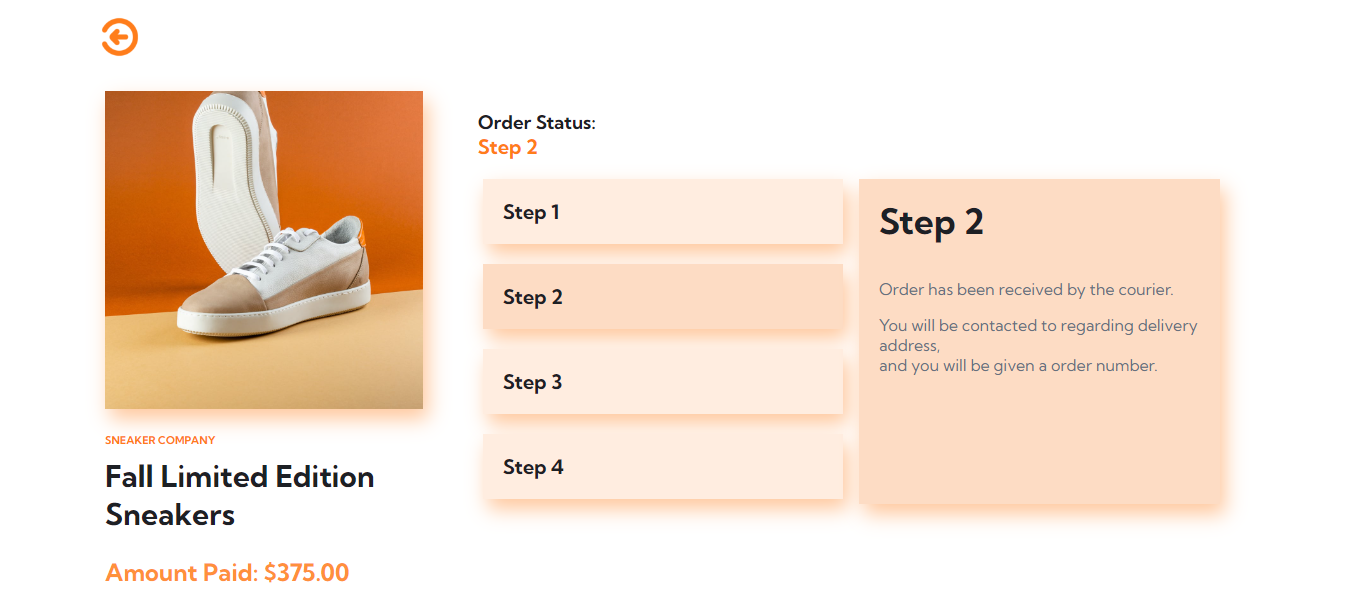 SNEAKER COMPANY
Fall Limited Edition
Sneakers
Amount Paid: $375.00
Order Status:
Step 2
Step 1
Step 2
Step 3
Step 4
Step 2
Order has been received by the courier.
You will be contacted to regarding delivery
address,
and you will be given a order number.